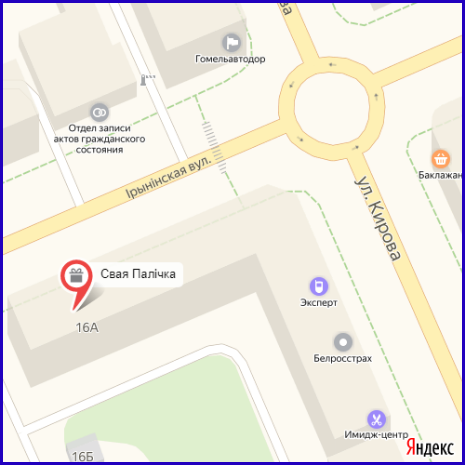 ова
Гомельавтодор
Отдел записи
актов гражданского
состояния
Ірынінская вул.
Баклажан
ул. Кирова
Свая Палічка
Эксперт
16А
Белросстрах
Имидж-центр
Яндекс
16Б